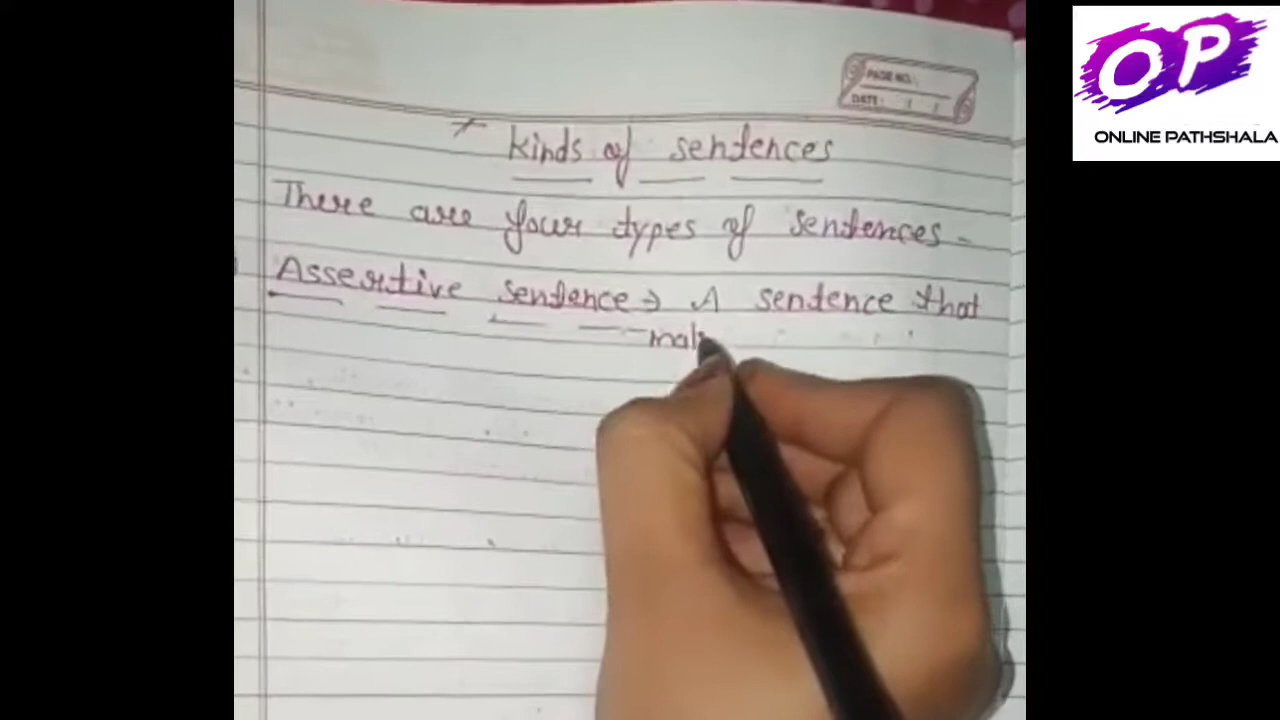 OP
ONLINE PATHSHALA
PAGE NO.:
DATE: / /
Kinds of sentences
There are four types of sentences -
Assertive sentence → A sentence that